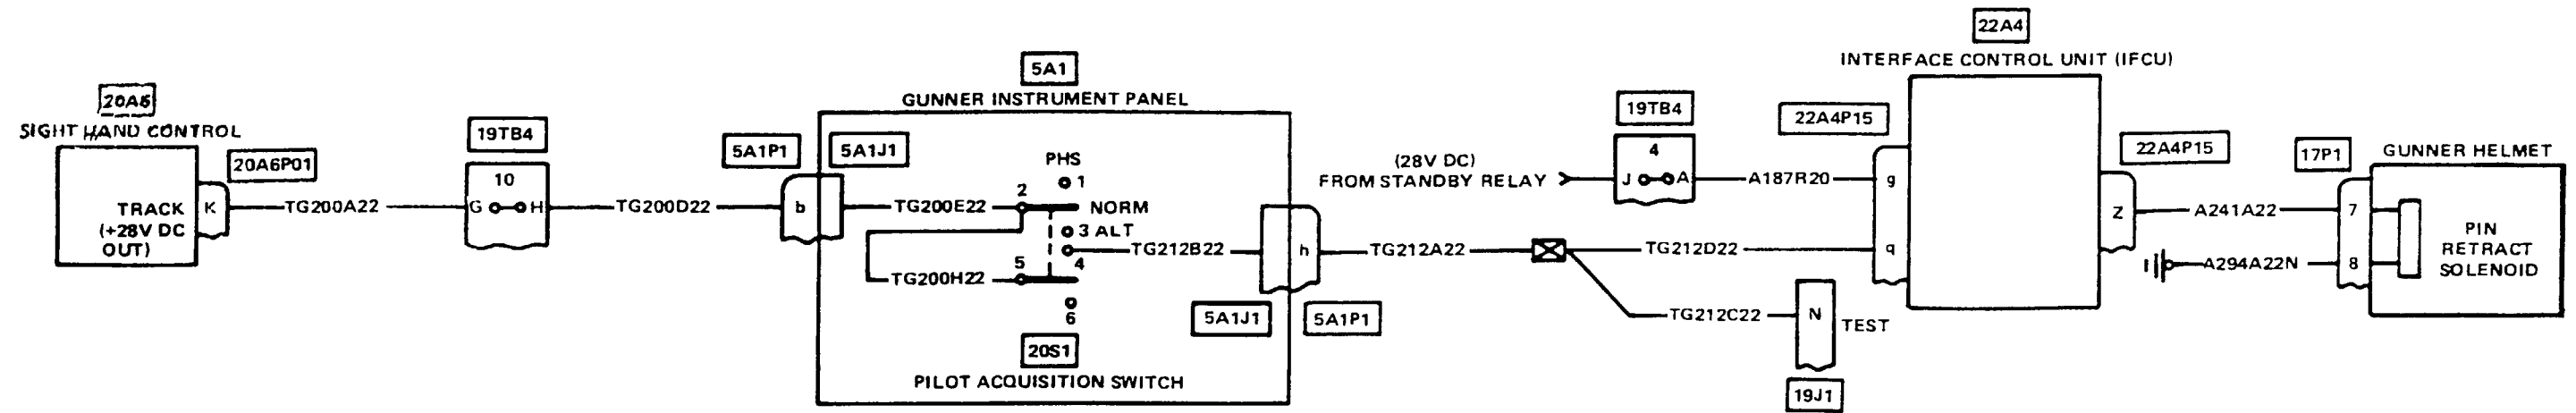 20A6
SIGHT HAND CONTROL
20A6P01
TRACK
(+28V DC
OUT)
K
TG200A22
19TB4
10
G H
TG200D22
5A1
GUNNER INSTRUMENT PANEL
5A1P1
5A1J1
b
TG200E22
PHS
1
2
NORM
3 ALT
4
TG212B22
5
TG200H22
6
20S1
PILOT ACQUISITION SWITCH
h
5A1J1
5A1P1
TG212A22
(28V DC)
FROM STANDBY RELAY
19TB4
4
J A
A187R20
TG212D22
TG212C22
N
TEST
19J1
22A4
INTERFACE CONTROL UNIT (IFCU)
22A4P15
g
q
22A4P15
Z
A241A22
A294A22N
17P1
7
8
GUNNER HELMET
PIN
RETRACT
SOLENOID